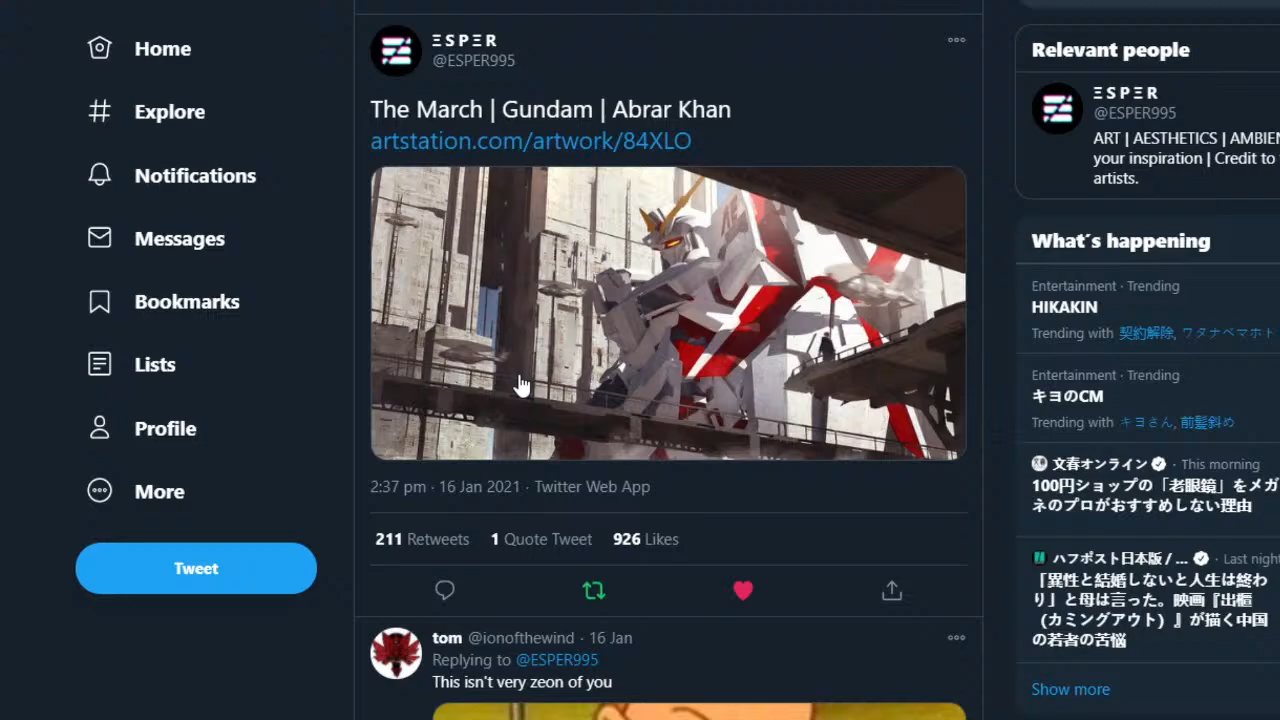 Home
Explore
Notifications
Messages
Bookmarks
Lists
Profile
More
Tweet
ΞSPΞR
@ESPER995
The March | Gundam | Abrar Khan
artstation.com/artwork/84XLO
2:37 pm · 16 Jan 2021 · Twitter Web App
211 Retweets 1 Quote Tweet 926 Likes
tom @ionofthewind · 16 Jan
Replying to @ESPER995
This isn't very zeon of you
Relevant people
ΞSPΞR
@ESPER995
ART | AESTHETICS | AMBIEN
your inspiration | Credit to
artists.
What's happening
Entertainment · Trending
HIKAKIN
Trending with 契約解除, ワタナベマホト
Entertainment · Trending
キヨのCM
Trending with キヨさん, 前髪斜め
文春オンライン · This morning
100円ショップの「老眼鏡」をメガ
ネのプロがおすすめしない理由
ハフポスト日本版 / ... · Last night
「異性と結婚しないと人生は終わ
り」と母は言った。映画『出櫃
（カミングアウト）』が描く中国
の若者の苦悩
Show more